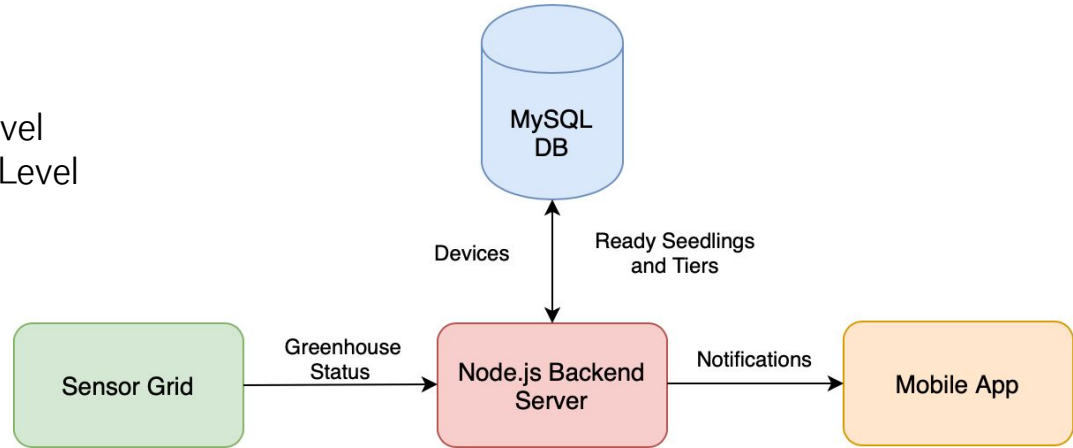 vel
Level
MySQL
DB
Devices
Ready Seedlings
and Tiers
Sensor Grid
Greenhouse
Status
Node.js Backend
Server
Notifications
Mobile App